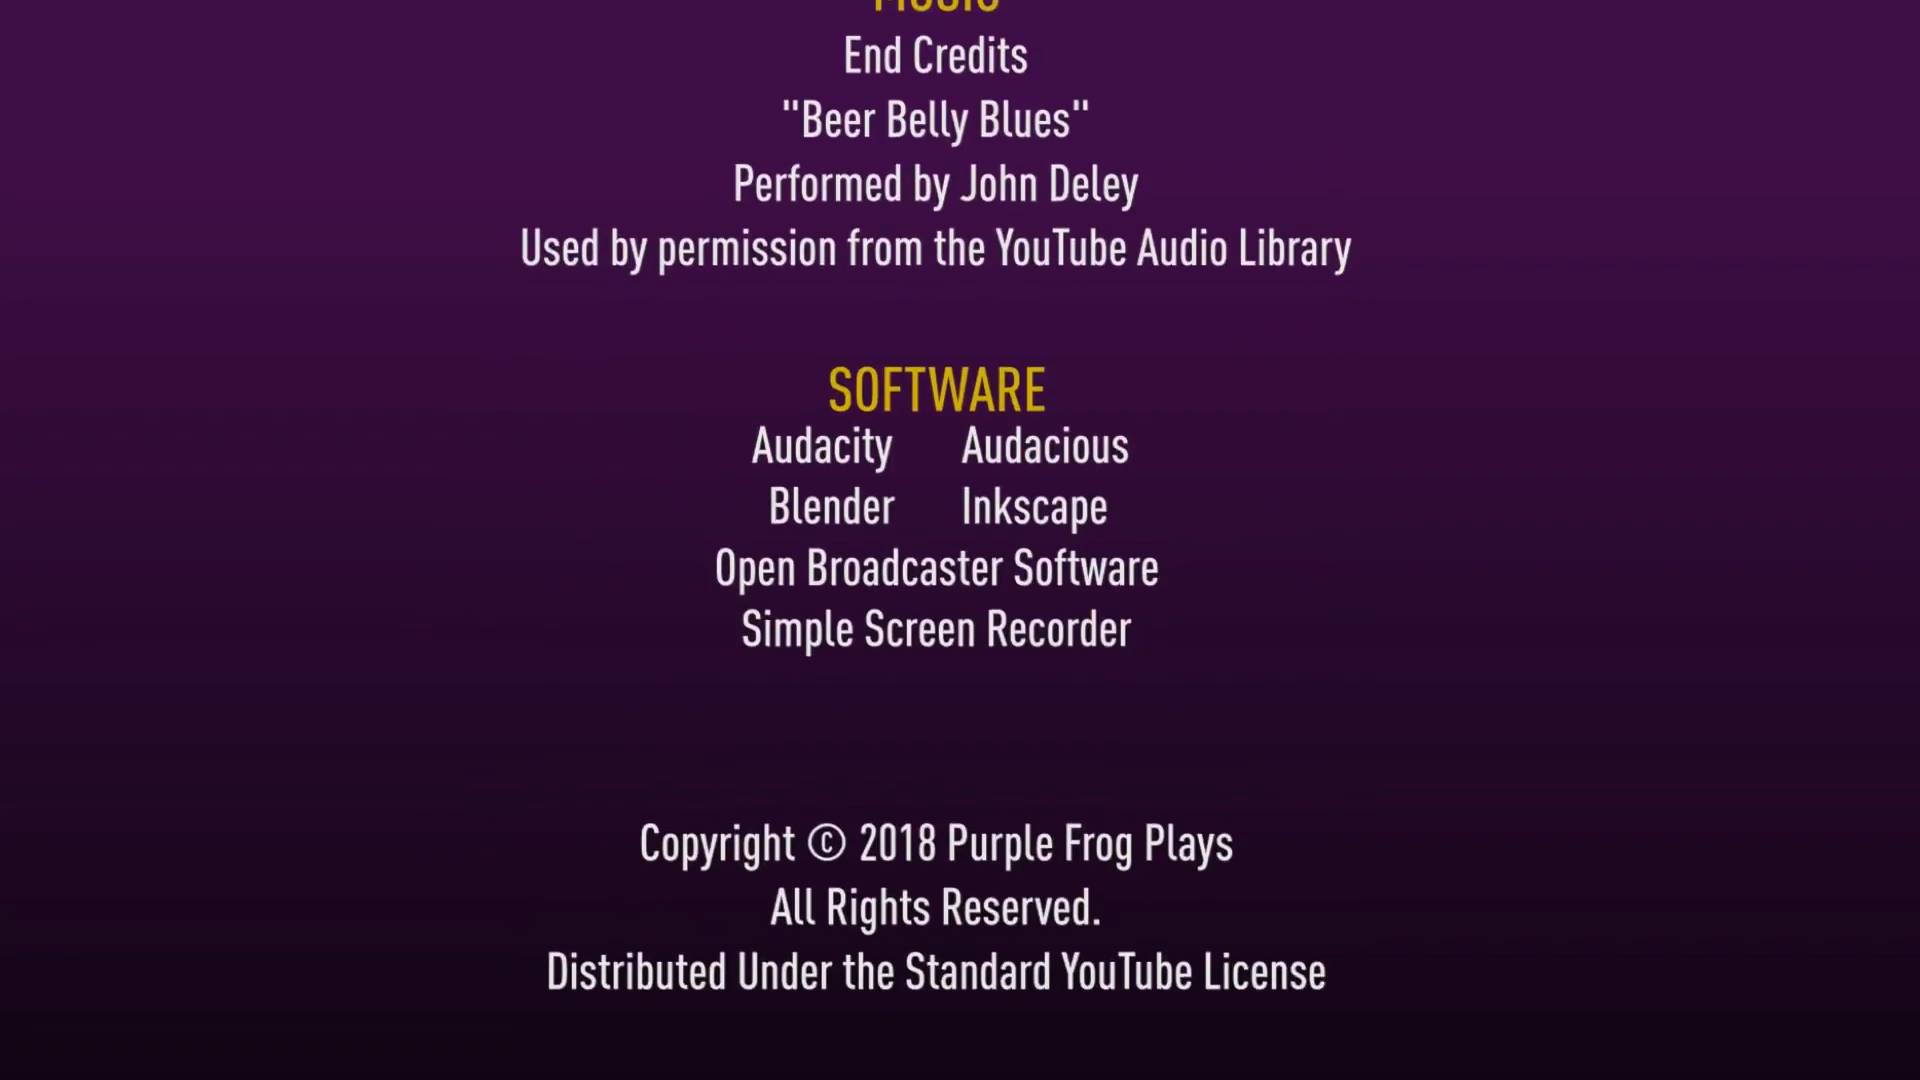 MUSIC
End Credits
"Beer Belly Blues"
Performed by John Deley
Used by permission from the YouTube Audio Library
SOFTWARE
Audacity Audacious
Blender Inkscape
Open Broadcaster Software
Simple Screen Recorder
Copyright © 2018 Purple Frog Plays
All Rights Reserved.
Distributed Under the Standard YouTube License